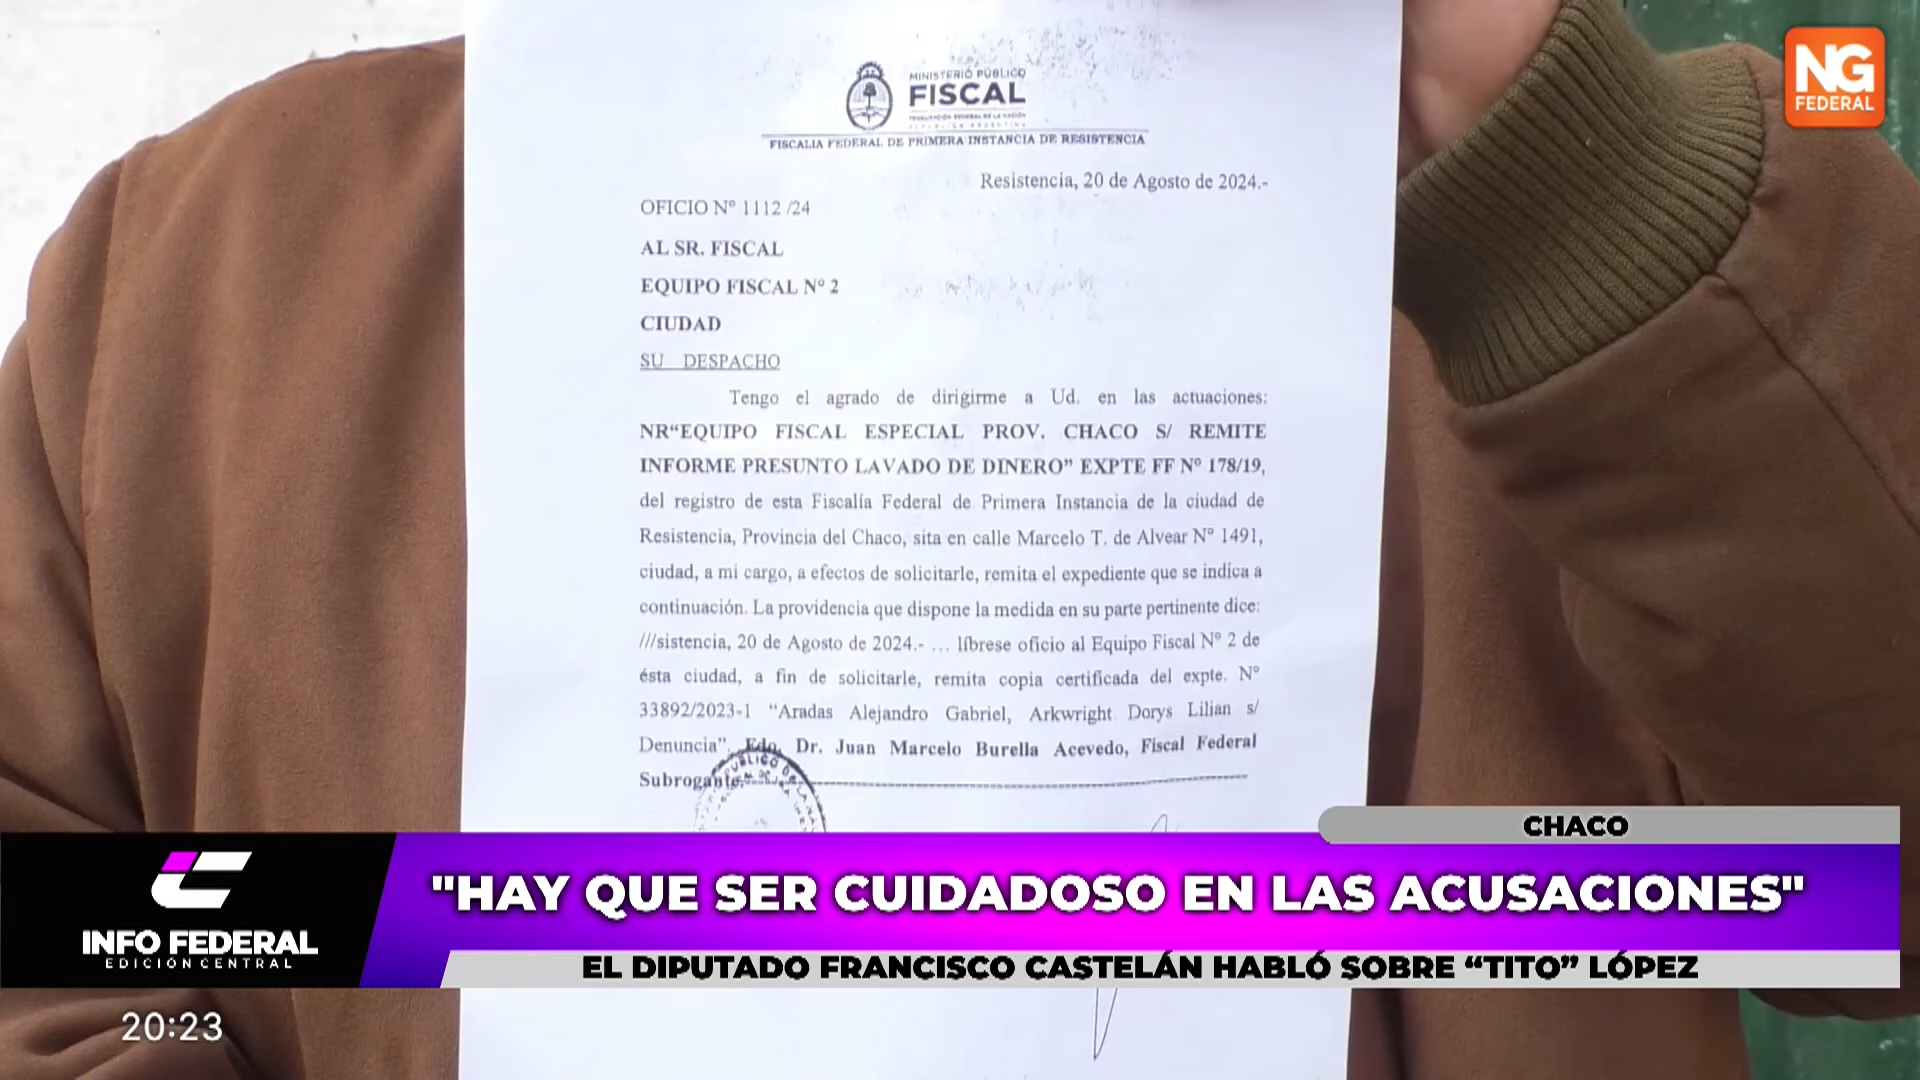 MINISTERIO PÚBLICO
FISCAL
PROCURACIÓN GENERAL DE LA NACIÓN
REPÚBLICA ARGENTINA
FISCALIA FEDERAL DE PRIMERA INSTANCIA DE RESISTENCIA
Resistencia, 20 de Agosto de 2024.-
OFICIO Nº 1112 /24
AL SR. FISCAL
EQUIPO FISCAL Nº 2
CIUDAD
SU DESPACHO
Tengo el agrado de dirigirme a Ud. en las actuaciones:
NR“EQUIPO FISCAL ESPECIAL PROV. CHACO S/ REMITE
INFORME PRESUNTO LAVADO DE DINERO” EXPTE FF Nº 178/19,
del registro de esta Fiscalía Federal de Primera Instancia de la ciudad de
Resistencia, Provincia del Chaco, sita en calle Marcelo T. de Alvear Nº 1491,
ciudad, a mi cargo, a efectos de solicitarle, remita el expediente que se indica a
continuación. La providencia que dispone la medida en su parte pertinente dice:
///sistencia, 20 de Agosto de 2024.- … líbrese oficio al Equipo Fiscal Nº 2 de
ésta ciudad, a fin de solicitarle, remita copia certificada del expte. Nº
33892/2023-1 “Aradas Alejandro Gabriel, Arkwright Dorys Lilian s/
Denuncia”. Fdo. Dr. Juan Marcelo Burella Acevedo, Fiscal Federal
Subrogante.
NG
FEDERAL
CHACO
"HAY QUE SER CUIDADOSO EN LAS ACUSACIONES"
EL DIPUTADO FRANCISCO CASTELÁN HABLÓ SOBRE “TITO” LÓPEZ
INFO FEDERAL
EDICIÓN CENTRAL
20:23